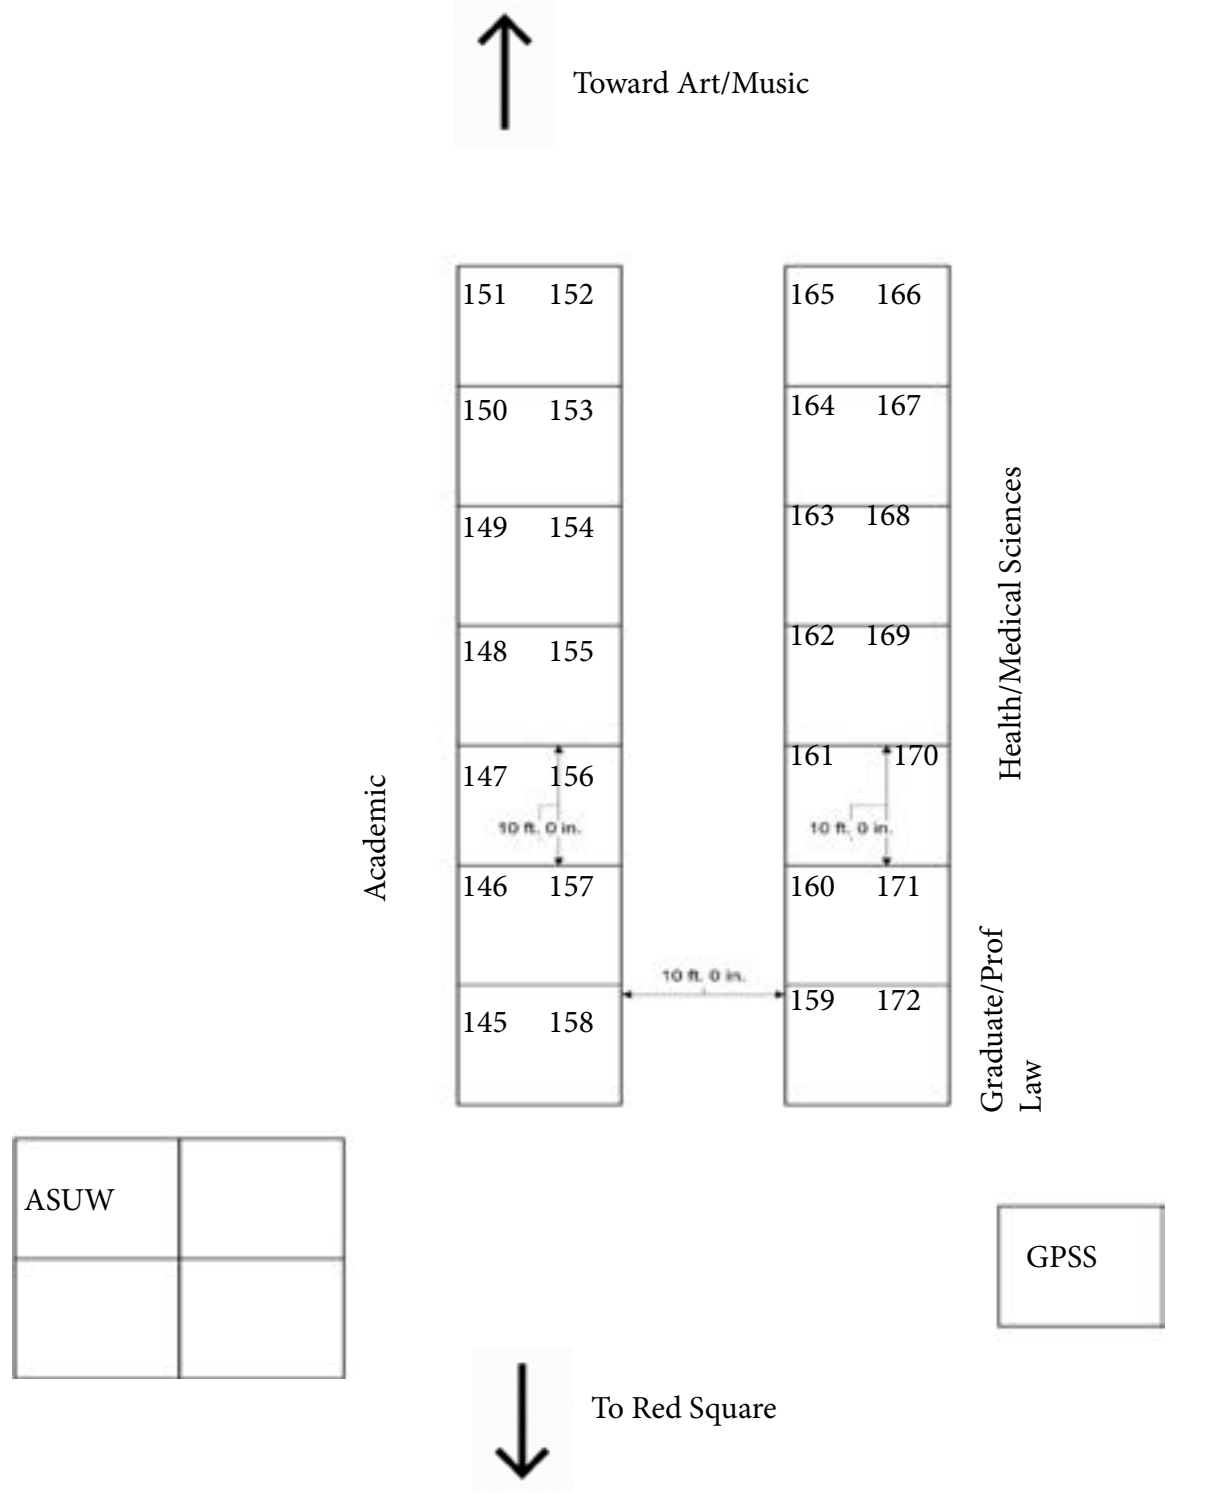 Toward Art/Music
151 152
165 166
150 153
164 167
149 154
163 168
148 155
162 169
147 156
161 170
10 ft. 0 in.
10 ft. 0 in.
Academic
Health/Medical Sciences
146 157
160 171
10 ft. 0 in.
145 158
159 172
Graduate/Prof
Law
ASUW
GPSS
To Red Square